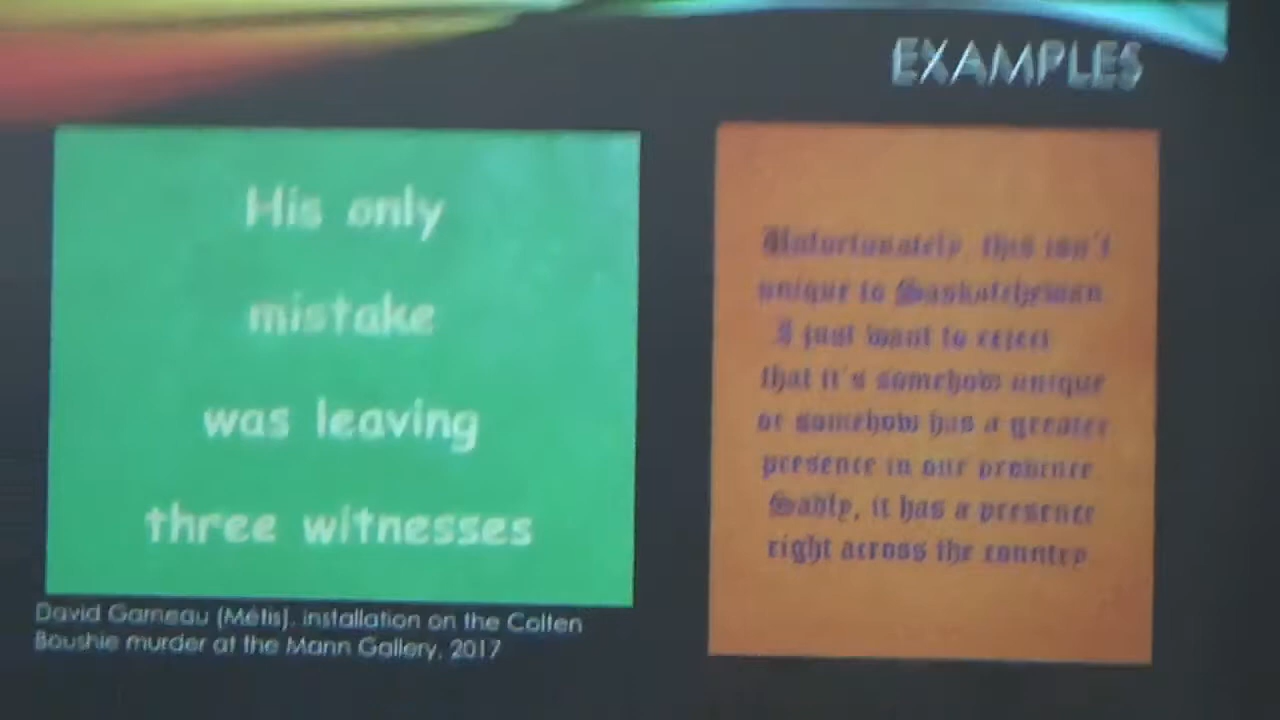 EXAMPLES
His only
mistake
was leaving
three witnesses
David Garneau (Métis), installation on the Colten
Boushie murder at the Mann Gallery, 2017
Unfortunately, this isn't
unique to Saskatchewan
I just want to reject
that it's somehow unique
or somehow has a greater
presence in our province
Sadly, it has a presence
right across the country